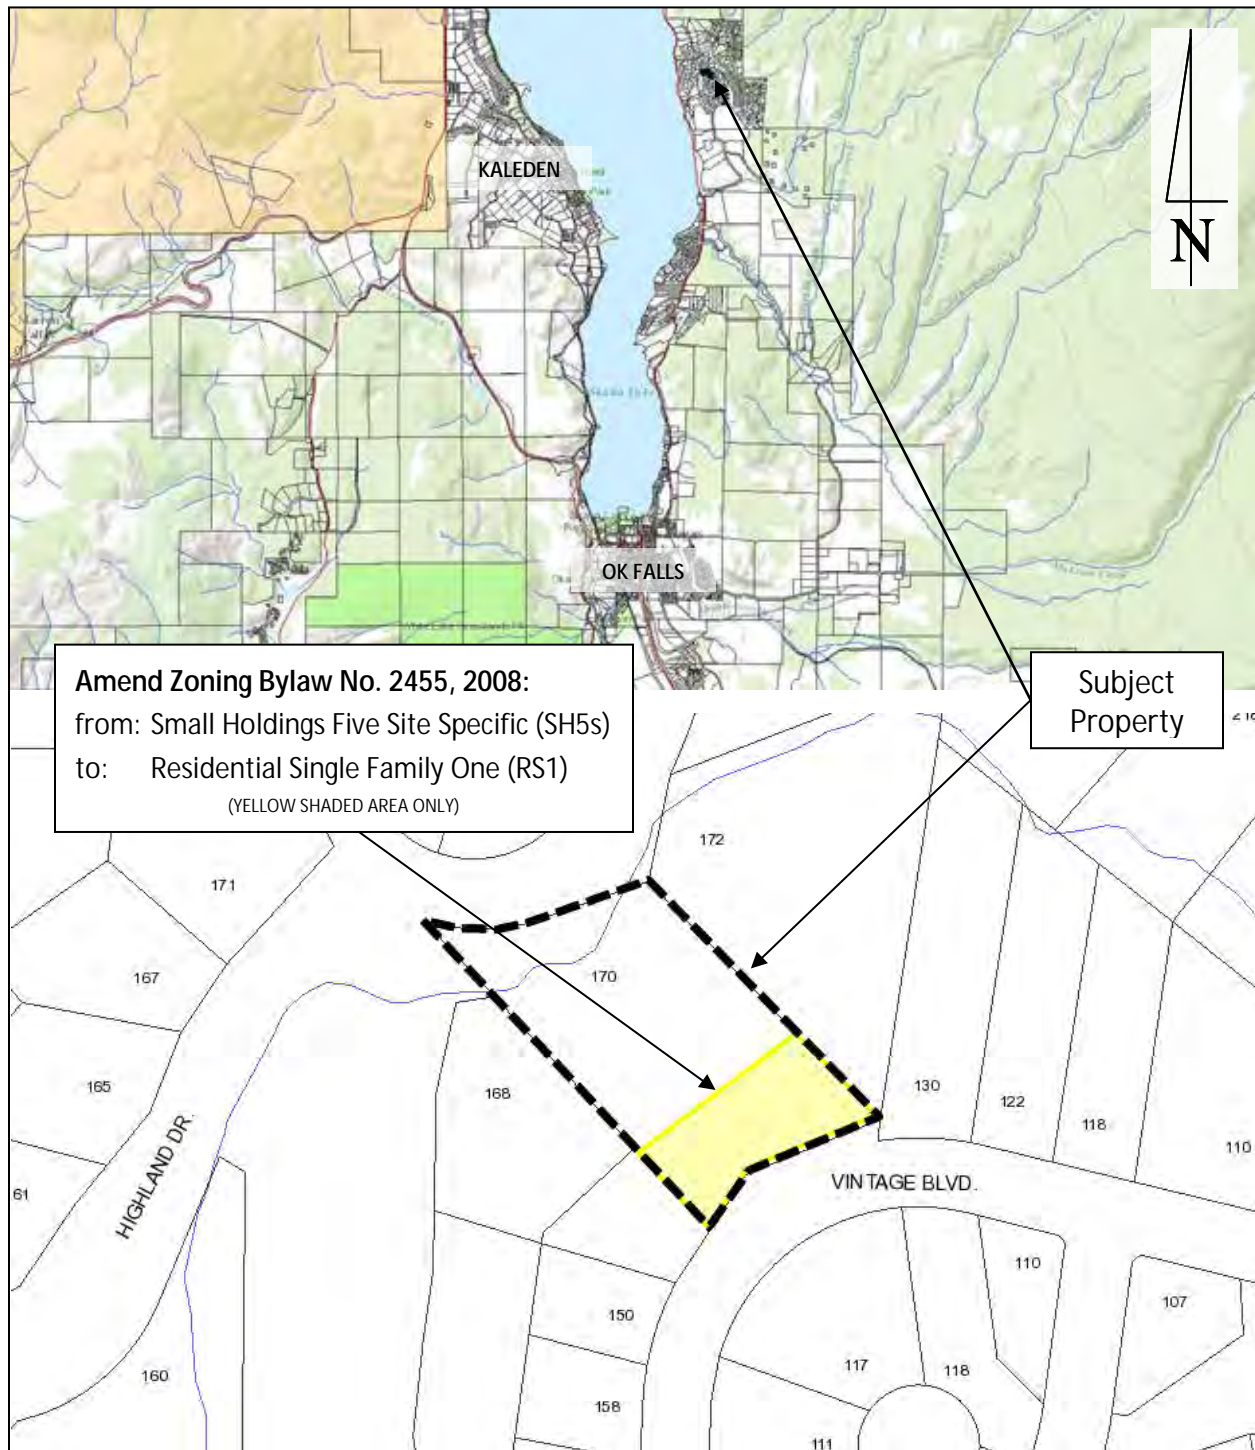 KALEDEN
N
OK FALLS
Amend Zoning Bylaw No. 2455, 2008:
from: Small Holdings Five Site Specific (SH5s)
to: Residential Single Family One (RS1)
(YELLOW SHADED AREA ONLY)
Subject
Property
172
171
167
170
165
168
130
122
118
110
61
HIGHLAND DR.
VINTAGE BLVD.
110
107
150
117
118
160
158
111